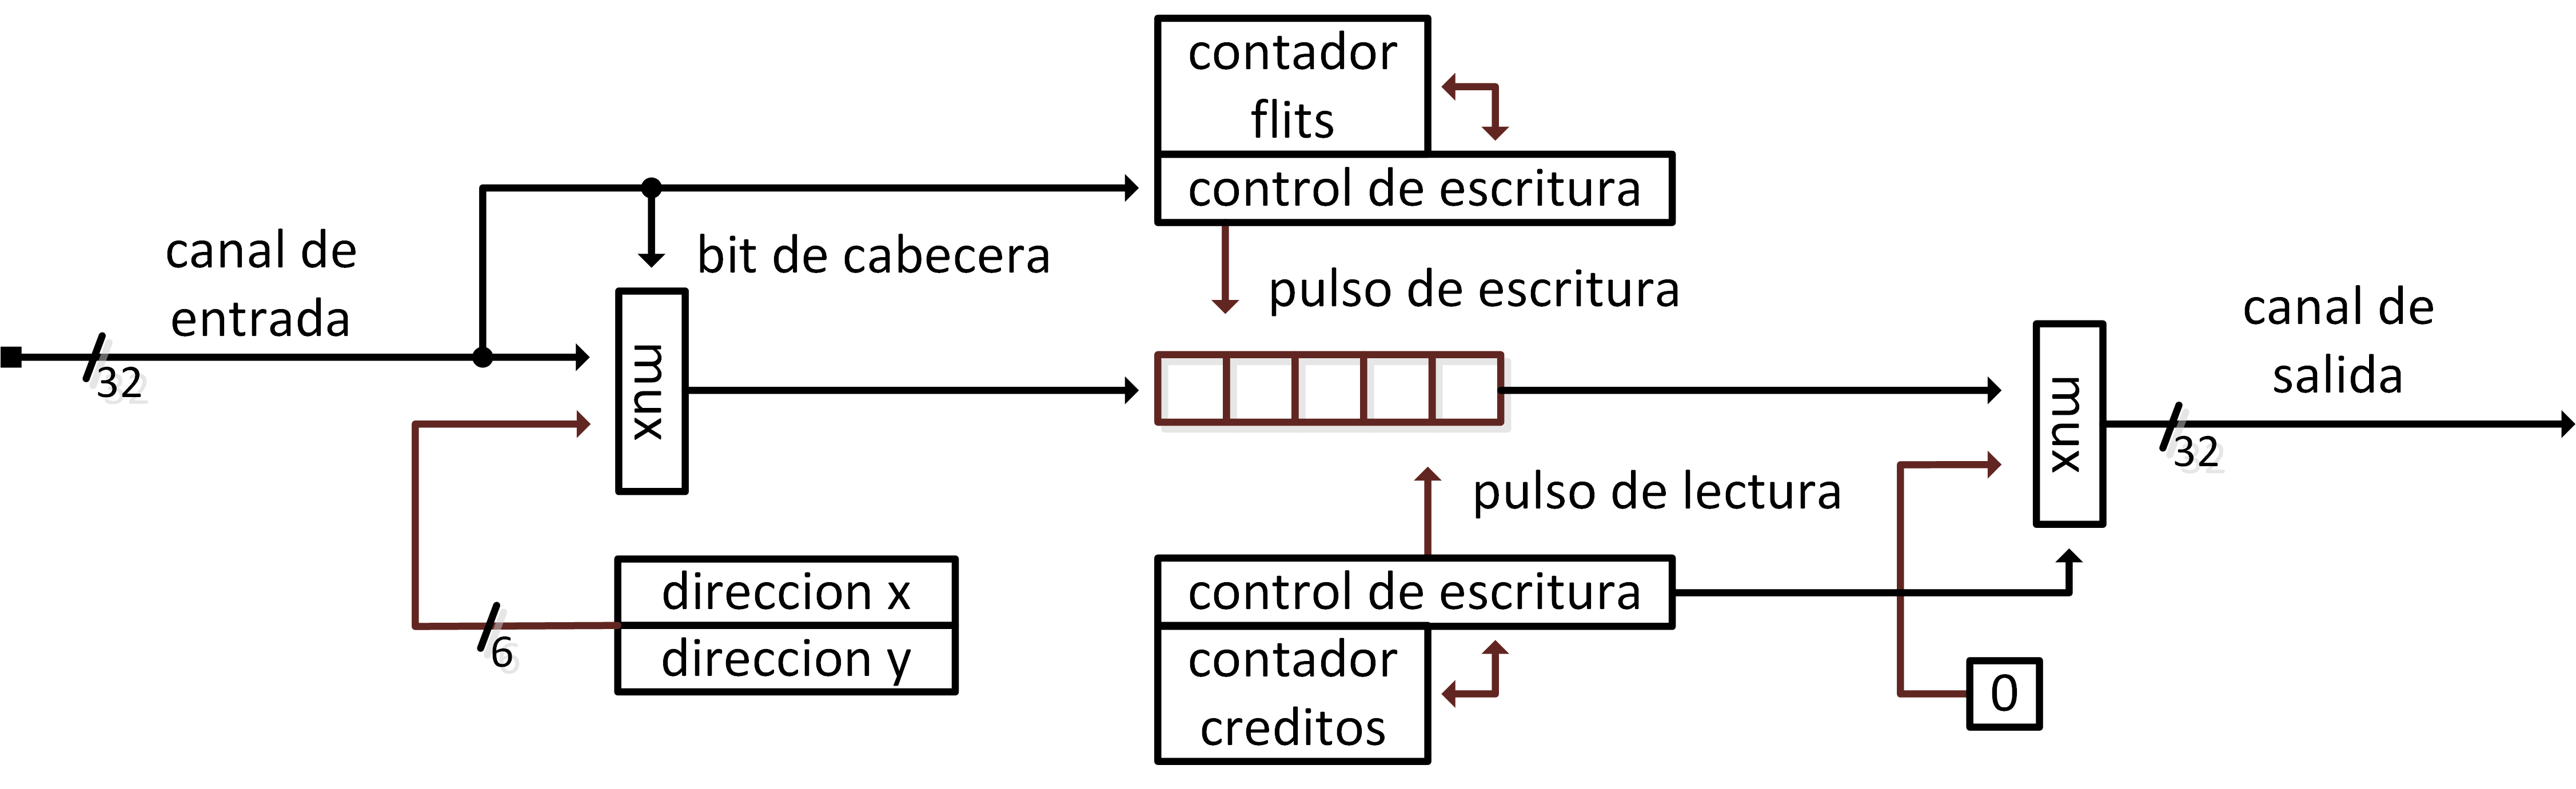 contador
flits
control de escritura
canal de
entrada
bit de cabecera
pulso de escritura
canal de
salida
32
mux
mux
32
pulso de lectura
direccion x
control de escritura
6
direccion y
contador
creditos
0